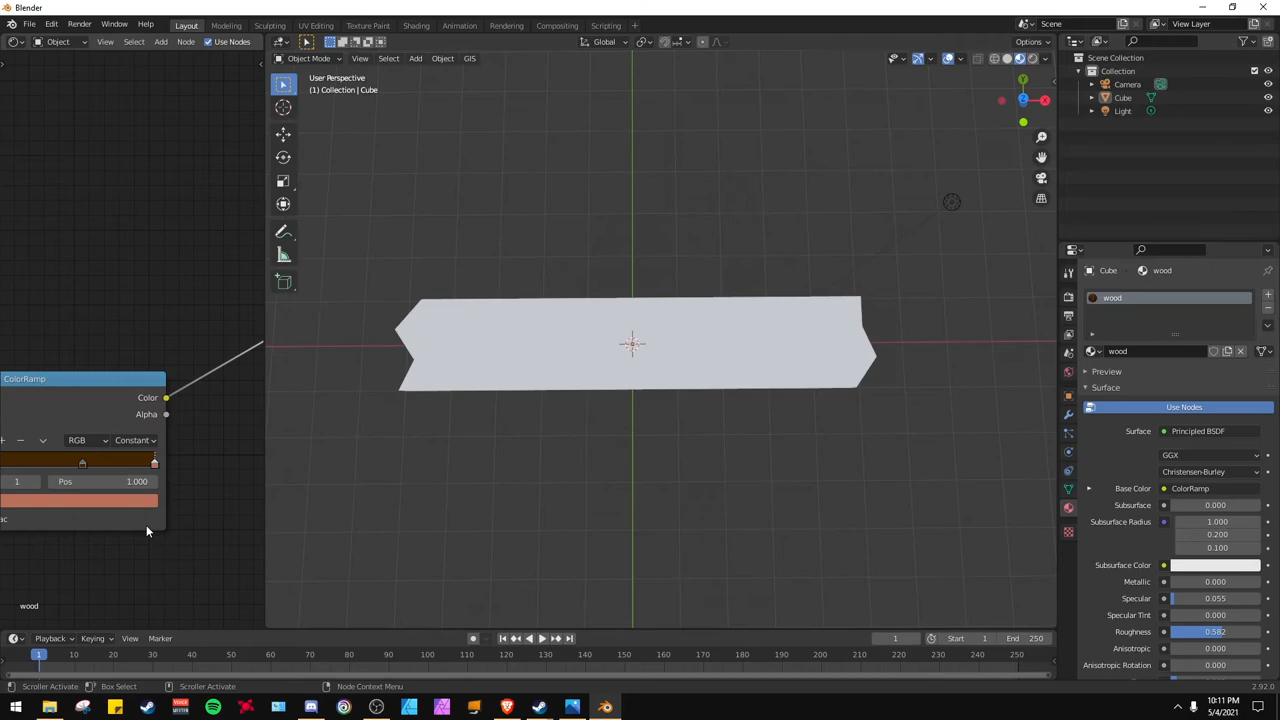 Blender
File Edit Render Window Help
Layout Modeling Sculpting UV Editing Texture Paint Shading Animation Rendering Compositing Scripting +
Scene View Layer
Object View Select Add Node Use Nodes
Global Options
Object Mode View Select Add Object GIS
User Perspective
(1) Collection | Cube
Y
X
Z
Scene Collection
Collection
Camera
Cube
Light
Cube wood
wood
wood
Preview
Surface
Use Nodes
Surface Principled BSDF
GGX
Christensen-Burley
Base Color ColorRamp
Subsurface 0.000
Subsurface Radius 1.000
0.200
0.100
Subsurface Color
Metallic 0.000
Specular 0.055
Specular Tint 0.000
Roughness 0.582
Anisotropic 0.000
Anisotropic Rotation 0.000
ColorRamp
Color
Alpha
RGB Constant
1 Pos 1.000
ac
wood
Playback Keying View Marker
1 Start 1 End 250
1 10 20 30 40 50 60 70 80 90 100 110 120 130 140 150 160 170 180 190 200 210 220 230 240 250
Scroller Activate Box Select Scroller Activate Node Context Menu 2.92.0
VOICE
10:11 PM
5/4/2021